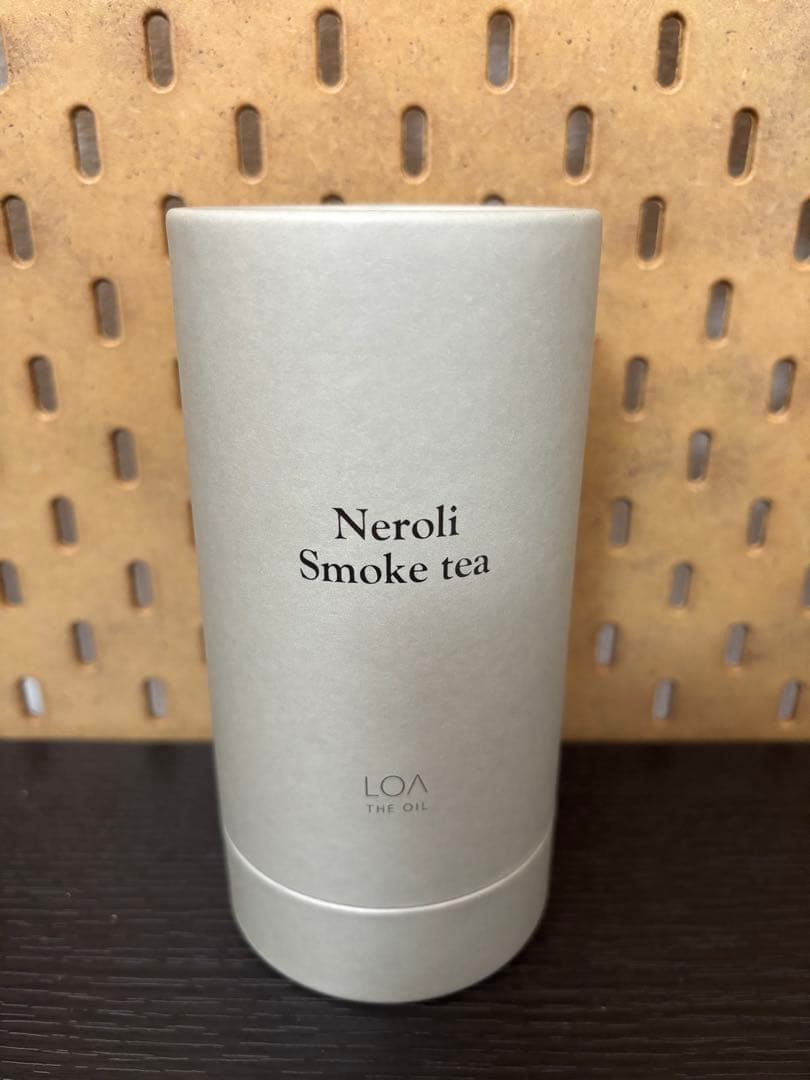 Neroli
Smoke tea
LOA
THE OIL